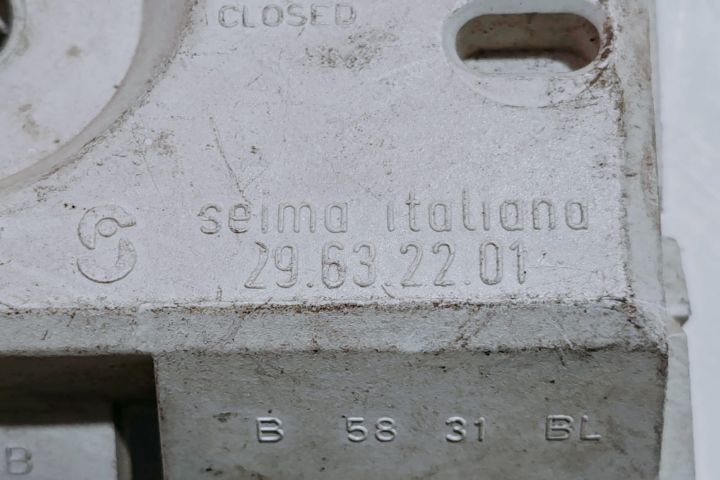 CLOSED
seima italiana
29.63.22.01
B 58 31 BL
B